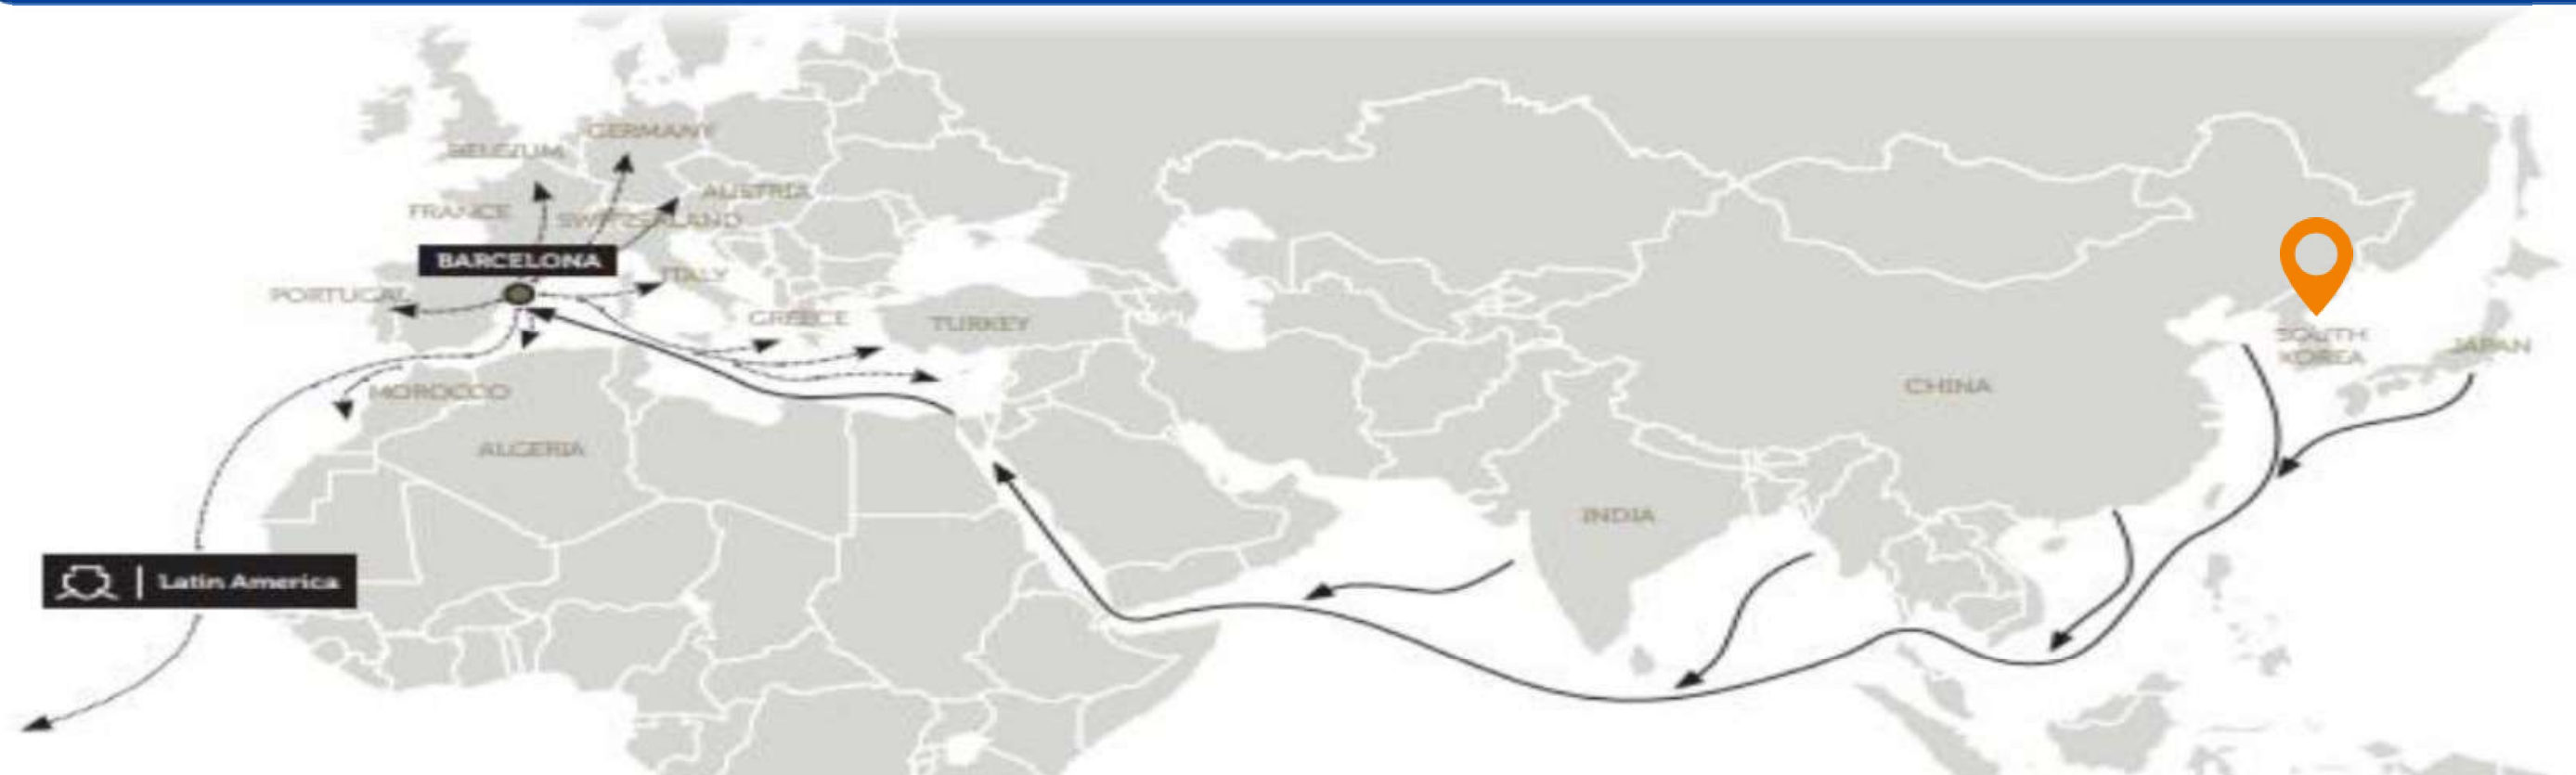 GERMANY
BELGIUM
AUSTRIA
FRANCE
SWITZERLAND
BARCELONA
ITALY
PORTUGAL
GREECE
TURKEY
SOUTH
KOREA
JAPAN
MOROCCO
CHINA
ALGERIA
INDIA
Latin America